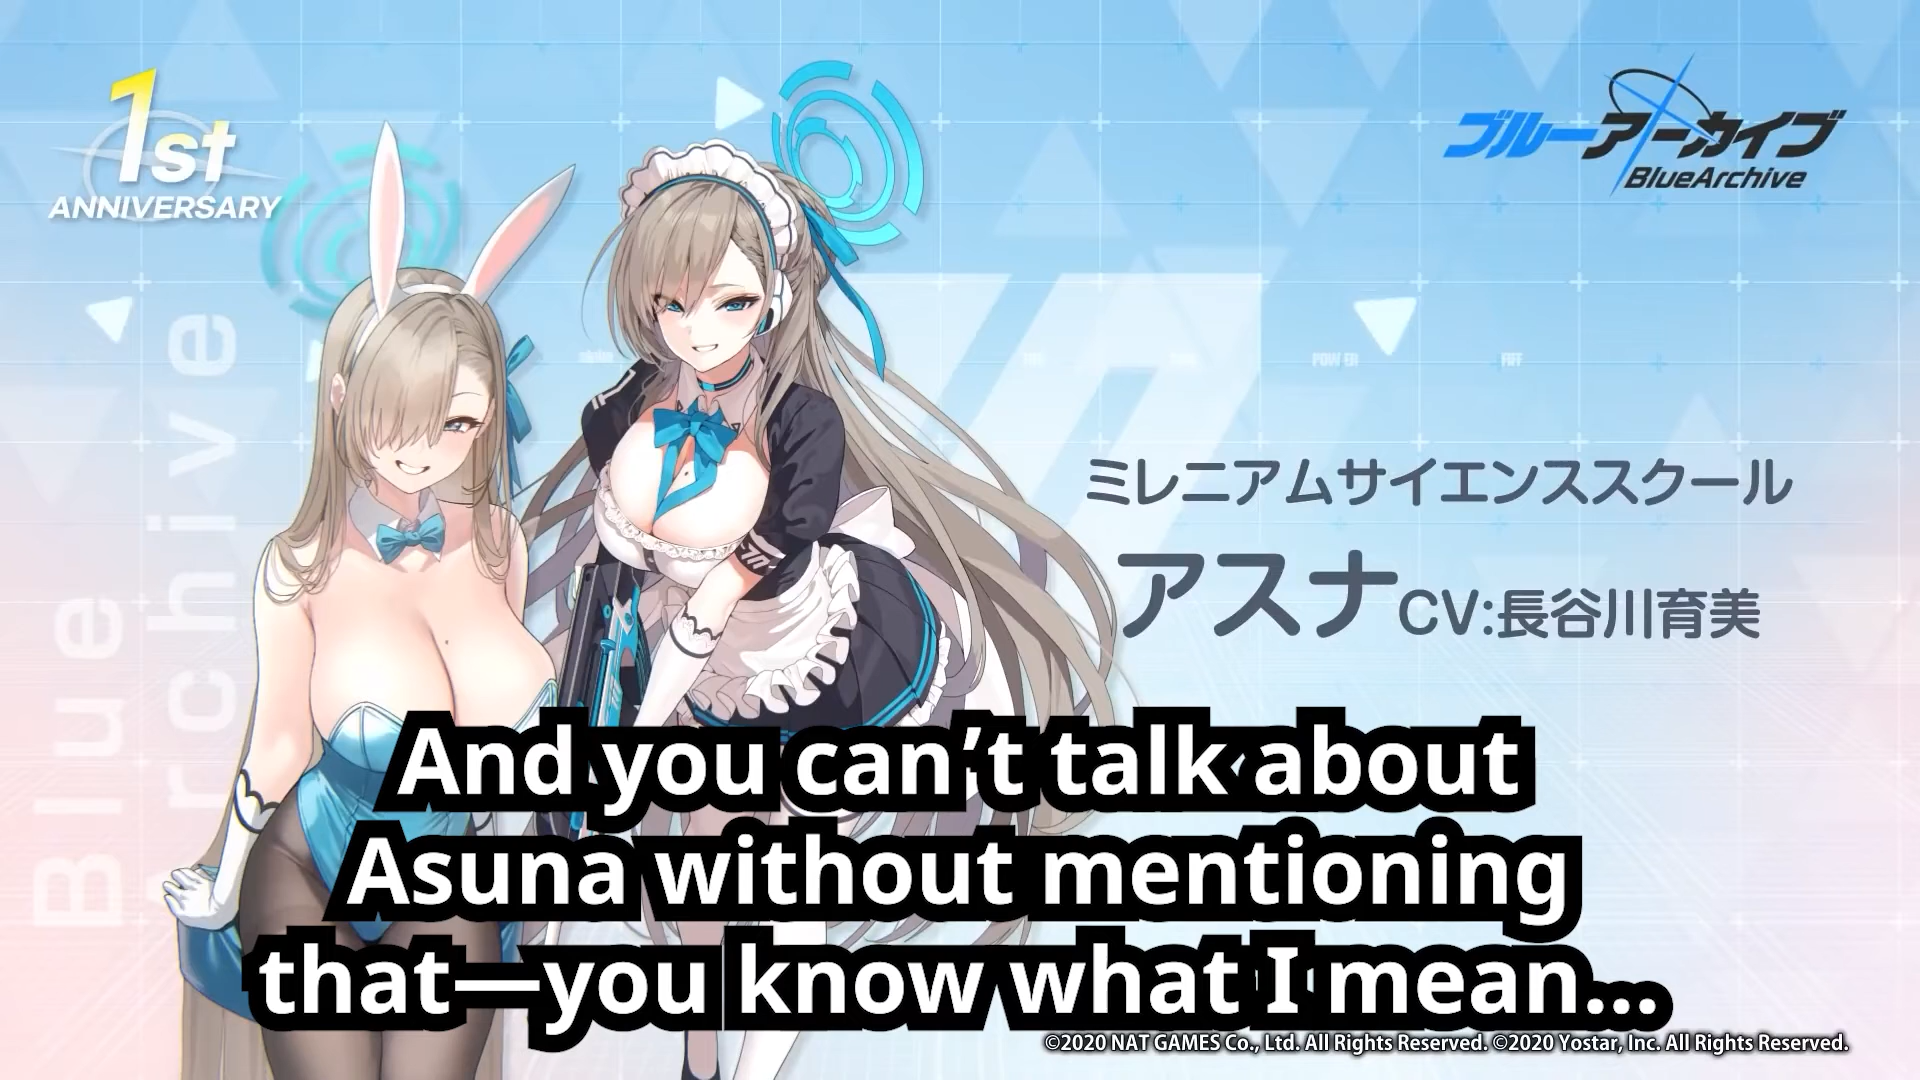 1st
ANNIVERSARY
ブルーアーカイブ
BlueArchive
Blue
Archive
POWER
ミレニアムサイエンススクール
アスナ CV:長谷川育美
And you can’t talk about
Asuna without mentioning
that—you know what I mean...
©2020 NAT GAMES Co., Ltd. All Rights Reserved. ©2020 Yostar, Inc. All Rights Reserved.